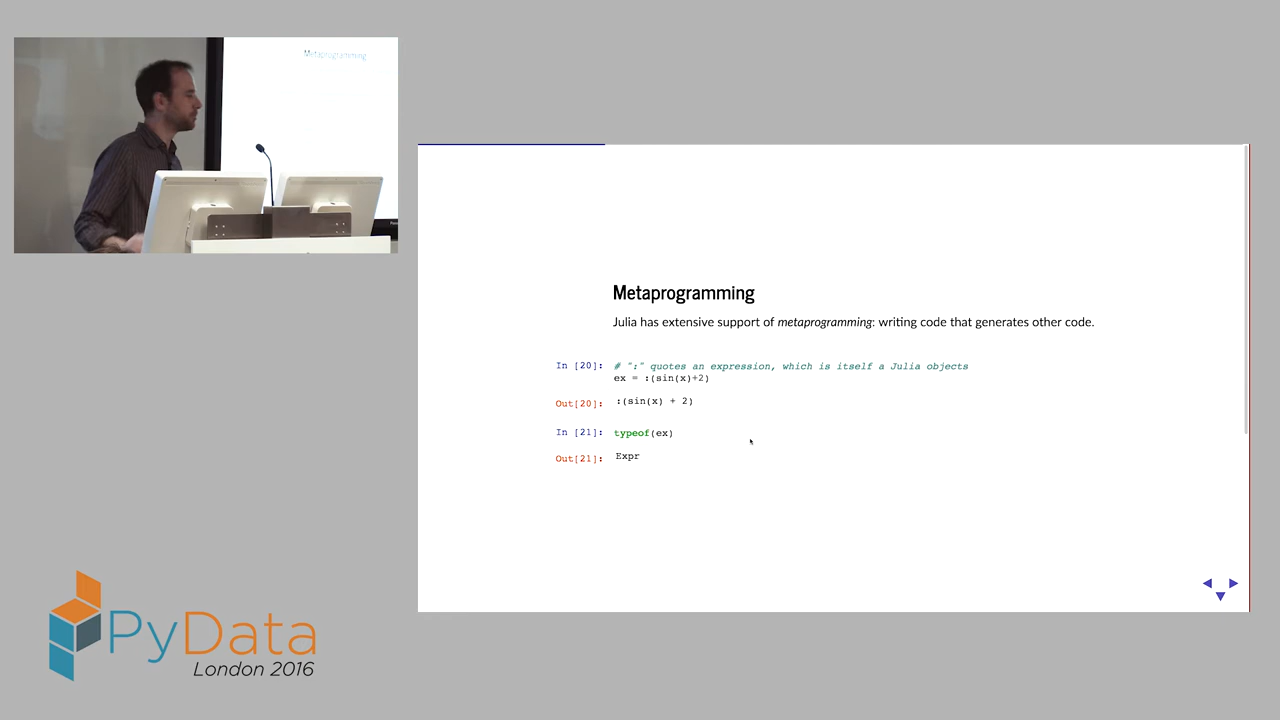 Metaprogramming
Metaprogramming
Julia has extensive support of metaprogramming: writing code that generates other code.
In [20]: # ":" quotes an expression, which is itself a Julia objects
ex = :(sin(x)+2)
Out[20]: :(sin(x) + 2)
In [21]: typeof(ex)
Out[21]: Expr
PyData
London 2016